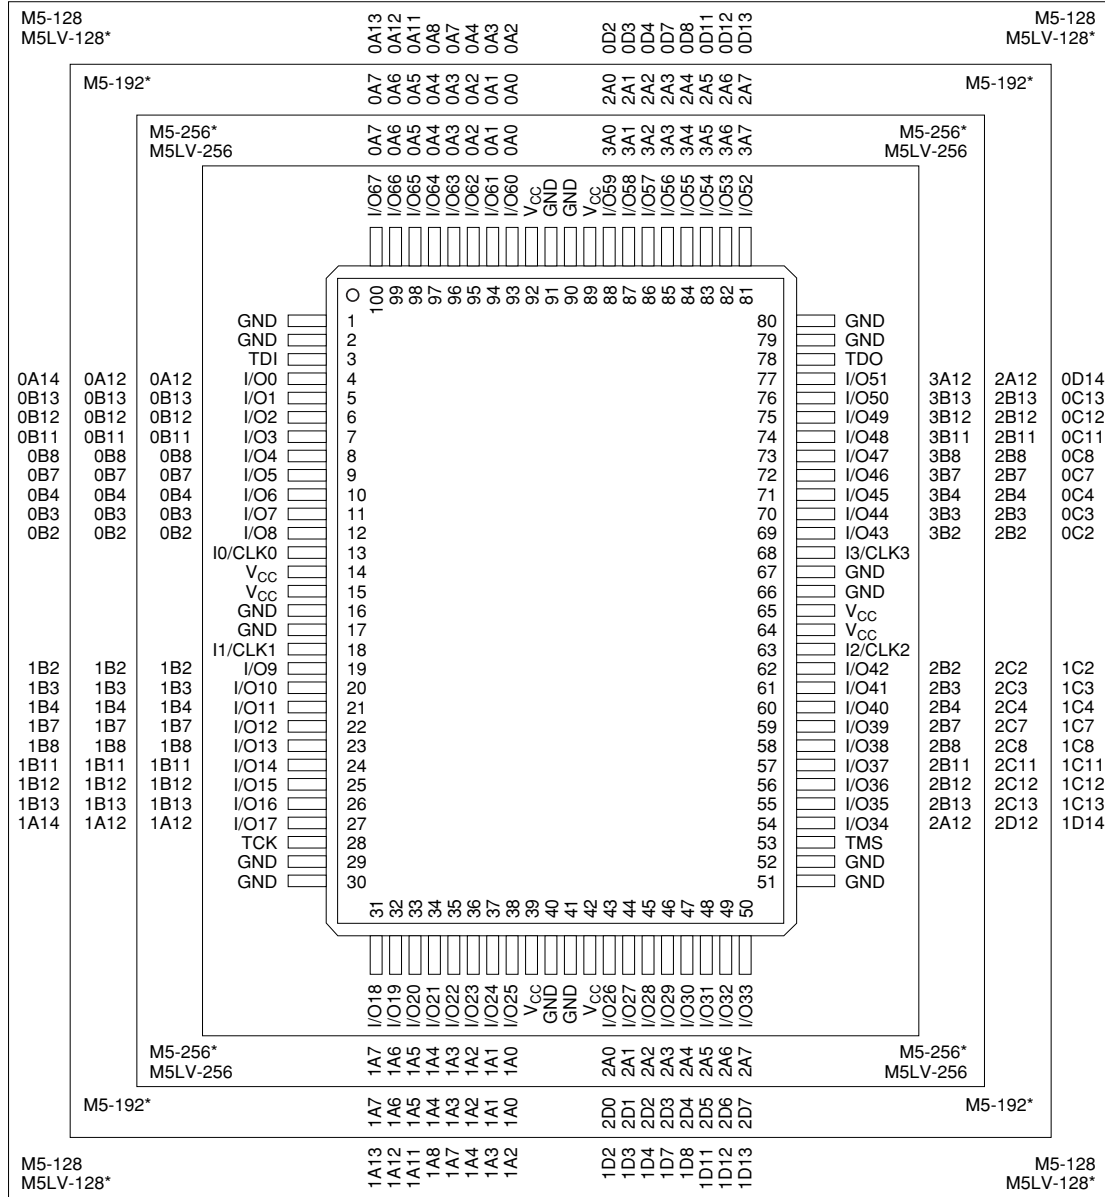 M5-128 0A13 0A12 0A11 0A8 0A7 0A4 0A3 0A2 0D2 0D3 0D4 0D7 0D8 0D11 0D12 0D13 M5-128
M5LV-128* M5LV-128*
M5-192* 0A7 0A6 0A5 0A4 0A3 0A2 0A1 0A0 2A0 2A1 2A2 2A3 2A4 2A5 2A6 2A7 M5-192*
M5-256* 0A7 0A6 0A5 0A4 0A3 0A2 0A1 0A0 3A0 3A1 3A2 3A3 3A4 3A5 3A6 3A7 M5-256*
M5LV-256 M5LV-256
I/O67 I/O66 I/O65 I/O64 I/O63 I/O62 I/O61 I/O60 VCC GND GND VCC I/O59 I/O58 I/O57 I/O56 I/O55 I/O54 I/O53 I/O52
100 99 98 97 96 95 94 93 92 91 90 89 88 87 86 85 84 83 82 81
GND 1 80 GND
GND 2 79 GND
TDI 3 78 TDO
0A14 0A12 0A12 I/O0 4 77 I/O51 3A12 2A12 0D14
0B13 0B13 0B13 I/O1 5 76 I/O50 3B13 2B13 0C13
0B12 0B12 0B12 I/O2 6 75 I/O49 3B12 2B12 0C12
0B11 0B11 0B11 I/O3 7 74 I/O48 3B11 2B11 0C11
0B8 0B8 0B8 I/O4 8 73 I/O47 3B8 2B8 0C8
0B7 0B7 0B7 I/O5 9 72 I/O46 3B7 2B7 0C7
0B4 0B4 0B4 I/O6 10 71 I/O45 3B4 2B4 0C4
0B3 0B3 0B3 I/O7 11 70 I/O44 3B3 2B3 0C3
0B2 0B2 0B2 I/O8 12 69 I/O43 3B2 2B2 0C2
I0/CLK0 13 68 I3/CLK3
VCC 14 67 GND
VCC 15 66 GND
GND 16 65 VCC
GND 17 64 VCC
I1/CLK1 18 63 I2/CLK2
1B2 1B2 1B2 I/O9 19 62 I/O42 2B2 2C2 1C2
1B3 1B3 1B3 I/O10 20 61 I/O41 2B3 2C3 1C3
1B4 1B4 1B4 I/O11 21 60 I/O40 2B4 2C4 1C4
1B7 1B7 1B7 I/O12 22 59 I/O39 2B7 2C7 1C7
1B8 1B8 1B8 I/O13 23 58 I/O38 2B8 2C8 1C8
1B11 1B11 1B11 I/O14 24 57 I/O37 2B11 2C11 1C11
1B12 1B12 1B12 I/O15 25 56 I/O36 2B12 2C12 1C12
1B13 1B13 1B13 I/O16 26 55 I/O35 2B13 2C13 1C13
1A14 1A12 1A12 I/O17 27 54 I/O34 2A12 2D12 1D14
TCK 28 53 TMS
GND 29 52 GND
GND 30 51 GND
31 32 33 34 35 36 37 38 39 40 41 42 43 44 45 46 47 48 49 50
I/O18 I/O19 I/O20 I/O21 I/O22 I/O23 I/O24 I/O25 VCC GND GND VCC I/O26 I/O27 I/O28 I/O29 I/O30 I/O31 I/O32 I/O33
M5-256* 1A7 1A6 1A5 1A4 1A3 1A2 1A1 1A0 2A0 2A1 2A2 2A3 2A4 2A5 2A6 2A7 M5-256*
M5LV-256 M5LV-256
M5-192* 1A7 1A6 1A5 1A4 1A3 1A2 1A1 1A0 2D0 2D1 2D2 2D3 2D4 2D5 2D6 2D7 M5-192*
M5-128 1A13 1A12 1A11 1A8 1A7 1A4 1A3 1A2 1D2 1D3 1D4 1D7 1D8 1D11 1D12 1D13 M5-128
M5LV-128* M5LV-128*